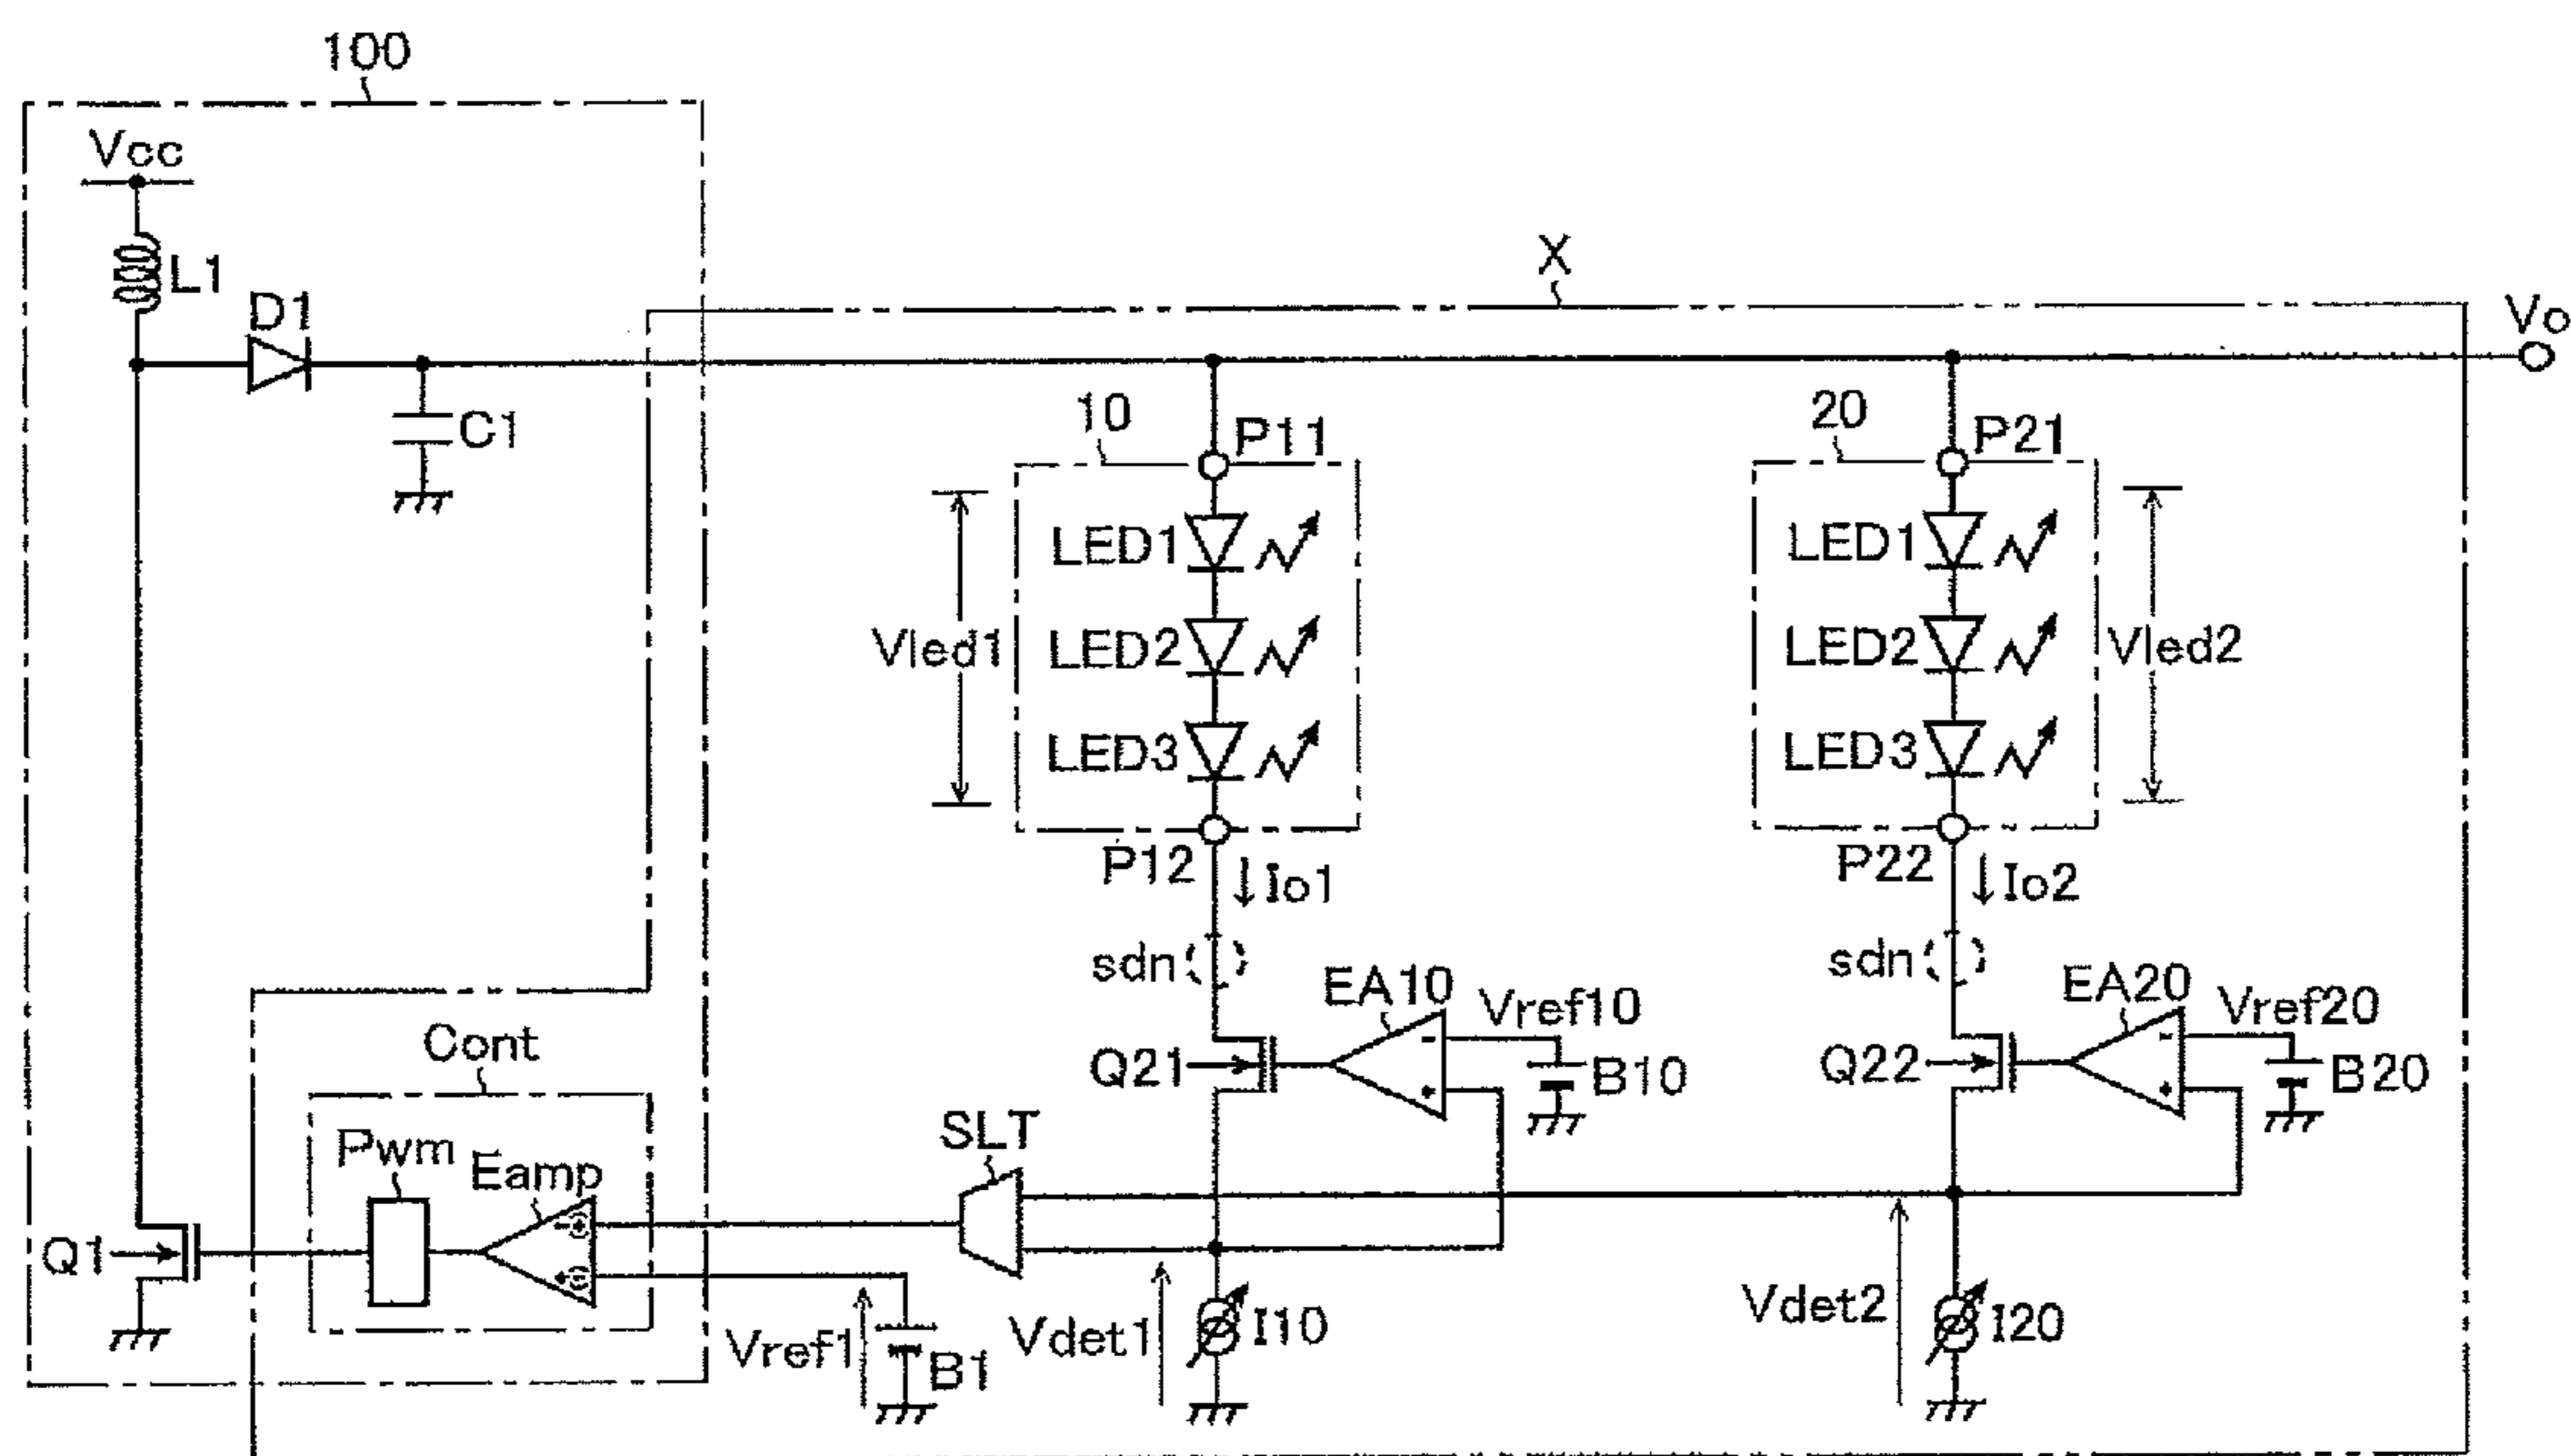 100
Vcc
L1
D1
C1
X
Vo
10
P11
LED1
LED2
LED3
Vled1
P12
Io1
sdn
Q21
EA10
Vref10
B10
20
P21
LED1
LED2
LED3
Vled2
P22
Io2
sdn
Q22
EA20
Vref20
B20
Cont
Pwm
Eamp
SLT
Q1
Vref1
B1
Vdet1
I10
Vdet2
I20